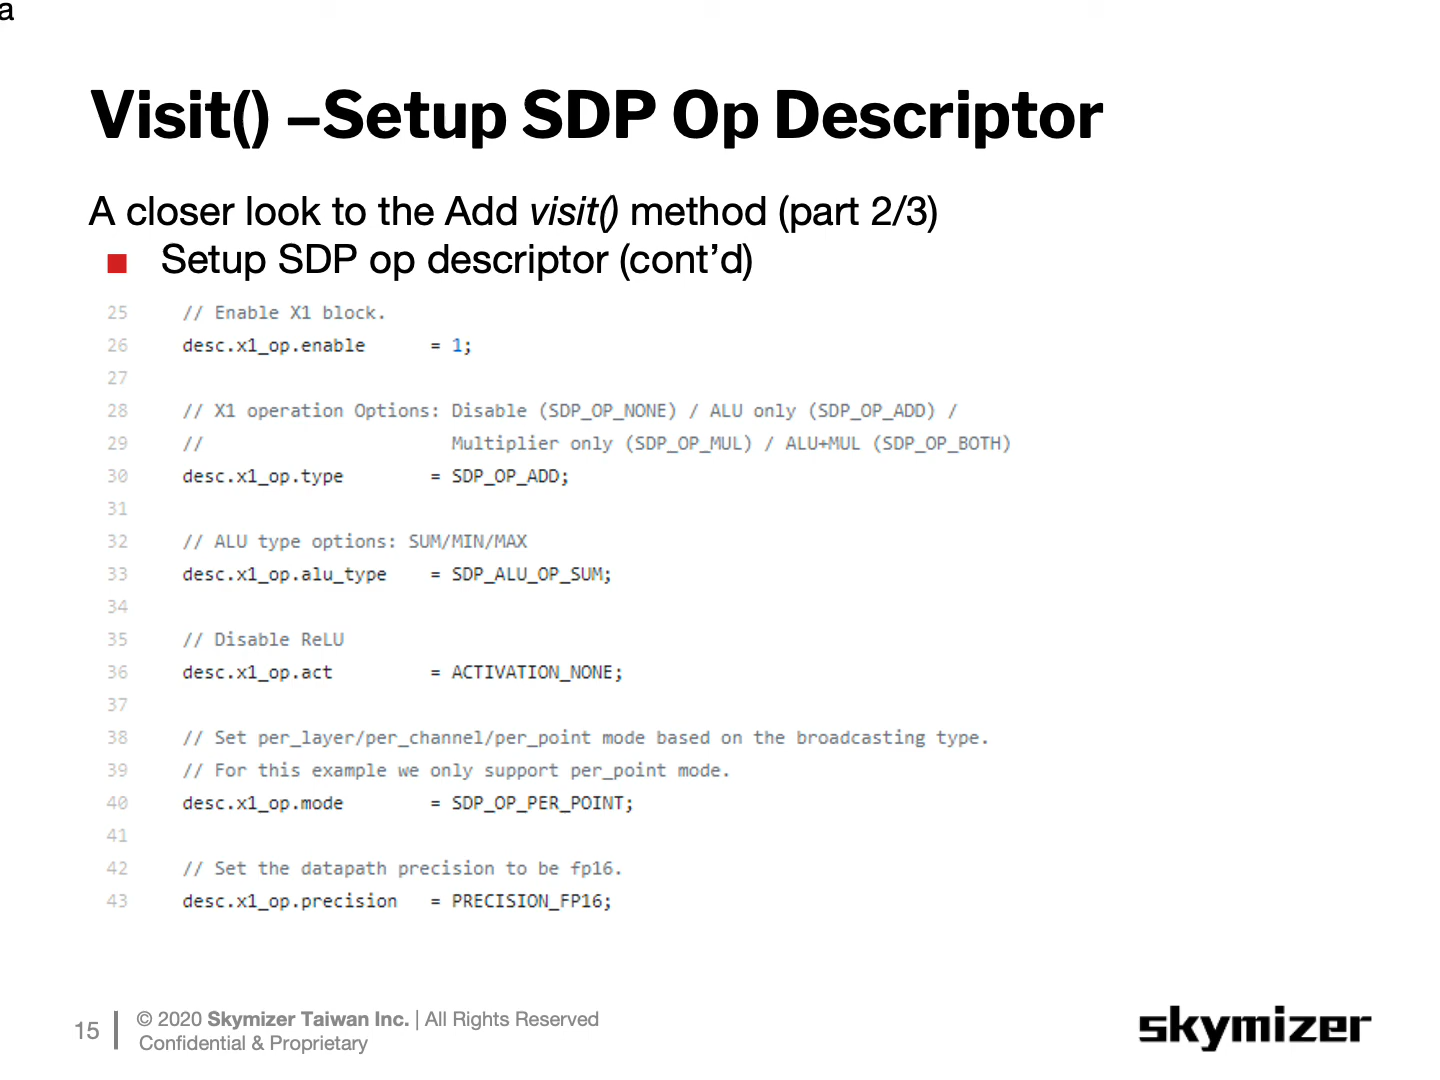 a
Visit() –Setup SDP Op Descriptor
A closer look to the Add visit() method (part 2/3)
■ Setup SDP op descriptor (cont’d)
25 // Enable X1 block.
26 desc.x1_op.enable = 1;
27
28 // X1 operation Options: Disable (SDP_OP_NONE) / ALU only (SDP_OP_ADD) /
29 // Multiplier only (SDP_OP_MUL) / ALU+MUL (SDP_OP_BOTH)
30 desc.x1_op.type = SDP_OP_ADD;
31
32 // ALU type options: SUM/MIN/MAX
33 desc.x1_op.alu_type = SDP_ALU_OP_SUM;
34
35 // Disable ReLU
36 desc.x1_op.act = ACTIVATION_NONE;
37
38 // Set per_layer/per_channel/per_point mode based on the broadcasting type.
39 // For this example we only support per_point mode.
40 desc.x1_op.mode = SDP_OP_PER_POINT;
41
42 // Set the datapath precision to be fp16.
43 desc.x1_op.precision = PRECISION_FP16;
15 © 2020 Skymizer Taiwan Inc. | All Rights Reserved
Confidential & Proprietary
skymizer